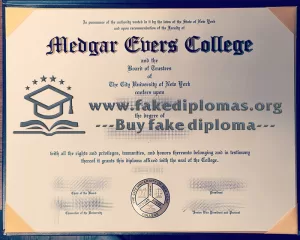 In pursuance of the authority vested in it by the laws of the State of New York
and upon recommendation of the Faculty of
Medgar Evers College
and the
Board of Trustees
of
The City University of New York
confers upon
www.fakediplomas.org
the degree of
---Buy fake diploma---
with all the rights and privileges, immunities, and honors thereunto belonging and in testimony
thereof it grants this diploma affixed with the seal of the College.